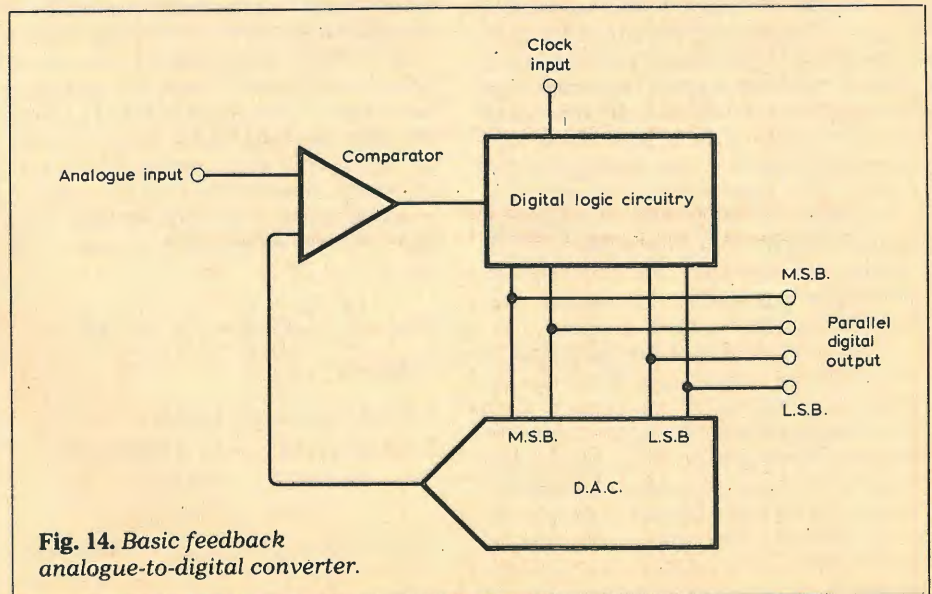 Clock
input
Comparator
Analogue input
Digital logic circuitry
M.S.B.
Parallel
digital
output
L.S.B.
M.S.B.
L.S.B
D.A.C.
Fig. 14. Basic feedback
analogue-to-digital converter.